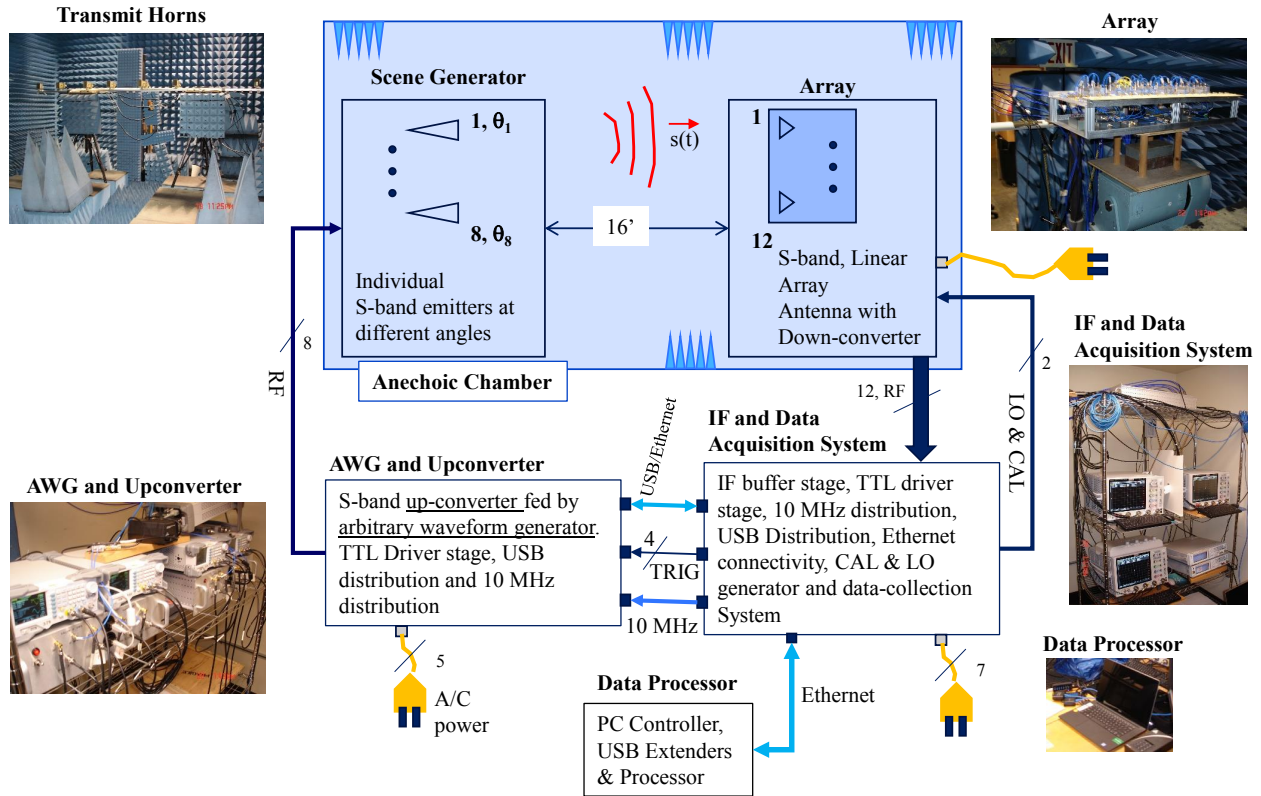 Transmit Horns
Array
Scene Generator
Array
1, θ1
8, θ8
Individual
S-band emitters at
different angles
s(t)
16’
1
12
S-band, Linear
Array
Antenna with
Down-converter
Anechoic Chamber
8
RF
2
LO & CAL
12, RF
IF and Data
Acquisition System
IF and Data
Acquisition System
AWG and Upconverter
AWG and Upconverter
S-band up-converter fed by
arbitrary waveform generator.
TTL Driver stage, USB
distribution and 10 MHz
distribution
USB/Ethernet
4
TRIG
10 MHz
IF buffer stage, TTL driver
stage, 10 MHz distribution,
USB Distribution, Ethernet
connectivity, CAL & LO
generator and data-collection
System
5
A/C
power
7
Ethernet
Data Processor
PC Controller,
USB Extenders
& Processor
Data Processor
EXIT